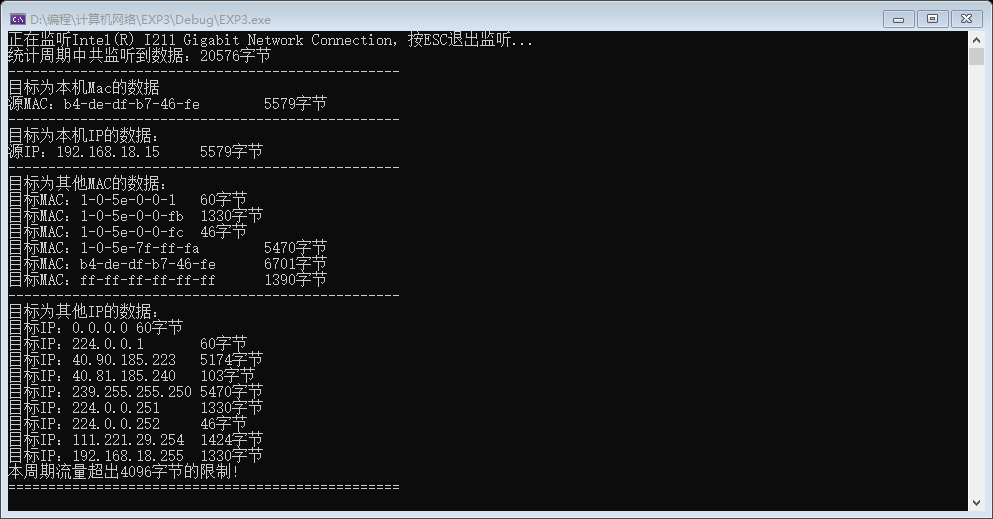 D:\编程\计算机网络\EXP3\Debug\EXP3.exe
正在监听Intel(R) I211 Gigabit Network Connection, 按ESC退出监听...
统计周期中共监听到数据: 20576字节
-------------------------------------------------
目标为本机Mac的数据
源MAC: b4-de-df-b7-46-fe 5579字节
-------------------------------------------------
目标为本机IP的数据:
源IP: 192.168.18.15 5579字节
-------------------------------------------------
目标为其他MAC的数据:
目标MAC: 1-0-5e-0-0-1 60字节
目标MAC: 1-0-5e-0-0-fb 1330字节
目标MAC: 1-0-5e-0-0-fc 46字节
目标MAC: 1-0-5e-7f-ff-fa 5470字节
目标MAC: b4-de-df-b7-46-fe 6701字节
目标MAC: ff-ff-ff-ff-ff-ff 1390字节
-------------------------------------------------
目标为其他IP的数据:
目标IP: 0.0.0.0 60字节
目标IP: 224.0.0.1 60字节
目标IP: 40.90.185.223 5174字节
目标IP: 40.81.185.240 103字节
目标IP: 239.255.255.250 5470字节
目标IP: 224.0.0.251 1330字节
目标IP: 224.0.0.252 46字节
目标IP: 111.221.29.254 1424字节
目标IP: 192.168.18.255 1330字节
本周期流量超出4096字节的限制!
=================================================